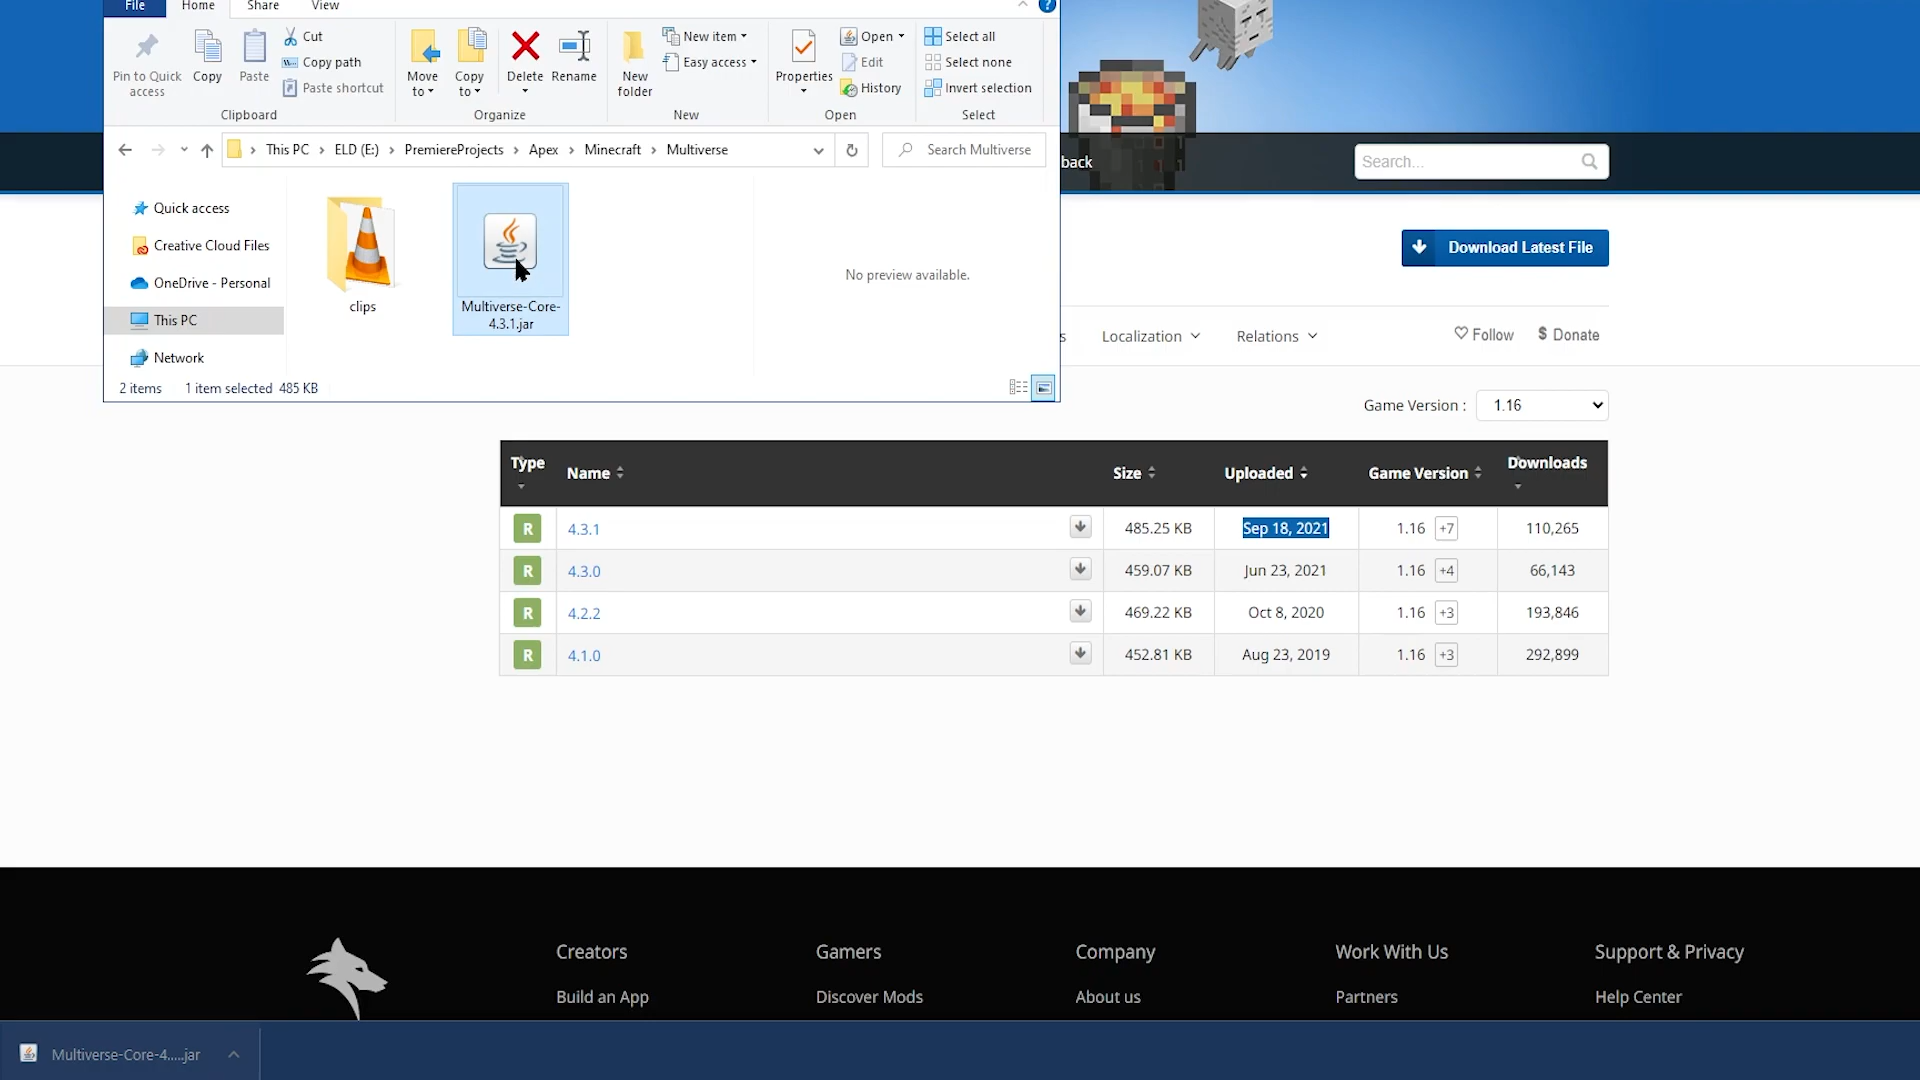 File Home Share View
Pin to Quick access
Copy
Paste
Cut
Copy path
Paste shortcut
Clipboard
Move to
Copy to
Delete
Rename
Organize
New folder
New item
Easy access
New
Properties
Open
Edit
History
Open
Select all
Select none
Invert selection
Select
This PC > ELD (E:) > PremiereProjects > Apex > Minecraft > Multiverse
Search Multiverse
Quick access
Creative Cloud Files
OneDrive - Personal
This PC
Network
clips
Multiverse-Core-
4.3.1.jar
No preview available.
2 items 1 item selected 485 KB
back
Search...
Download Latest File
s Localization Relations
Follow $ Donate
Game Version : 1.16
Type Name Size Uploaded Game Version Downloads
R 4.3.1 485.25 KB Sep 18, 2021 1.16 +7 110,265
R 4.3.0 459.07 KB Jun 23, 2021 1.16 +4 66,143
R 4.2.2 469.22 KB Oct 8, 2020 1.16 +3 193,846
R 4.1.0 452.81 KB Aug 23, 2019 1.16 +3 292,899
Creators Gamers Company Work With Us Support & Privacy
Build an App Discover Mods About us Partners Help Center
Multiverse-Core-4....jar